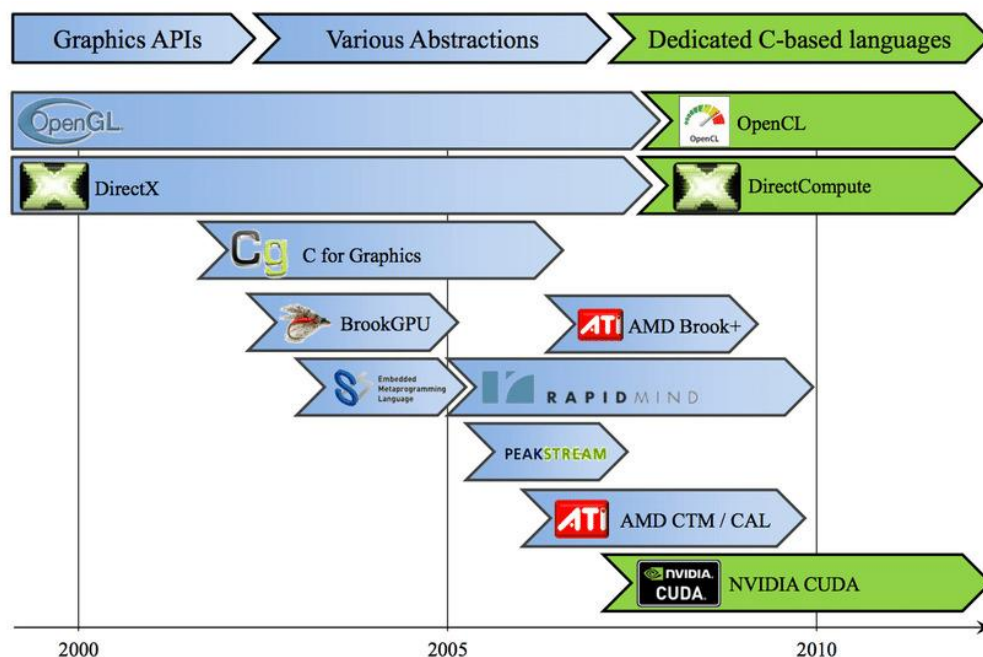 Graphics APIs
Various Abstractions
Dedicated C-based languages
OpenGL
OpenCL
OpenCL
DirectX
DirectCompute
Cg
C for Graphics
BrookGPU
ATI
AMD Brook+
Embedded
Metaprogramming
Language
RAPIDMIND
PEAKSTREAM
ATI
AMD CTM / CAL
NVIDIA
CUDA
NVIDIA CUDA
2000
2005
2010